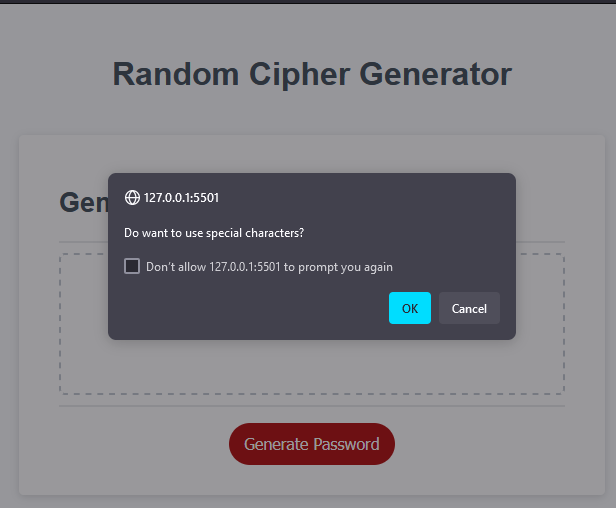 Random Cipher Generator
Gen
127.0.0.1:5501
Do want to use special characters?
Don't allow 127.0.0.1:5501 to prompt you again
OK
Cancel
Generate Password